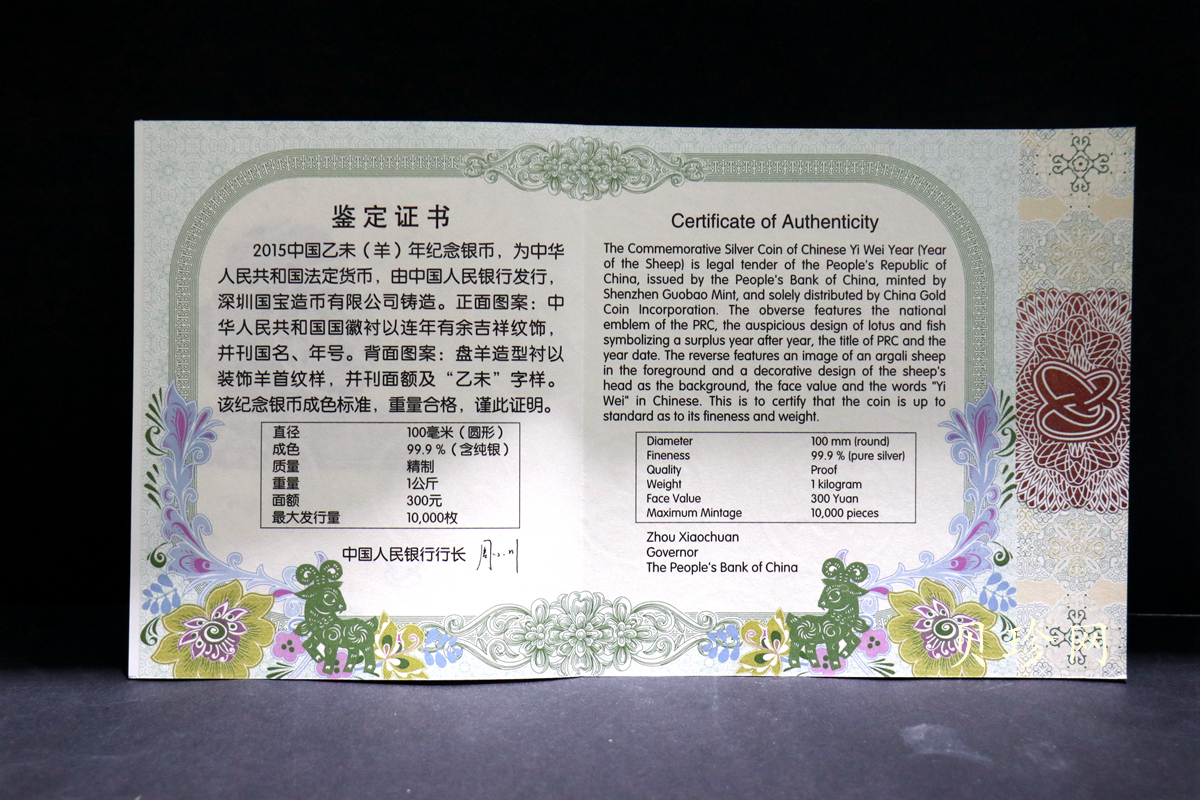 鉴定证书
2015中国乙未（羊）年纪念银币，为中华
人民共和国法定货币，由中国人民银行发行，
深圳国宝造币有限公司铸造。正面图案：中
华人民共和国国徽衬以连年有余吉祥纹饰，
并刊国名、年号。背面图案：盘羊造型衬以
装饰羊首纹样，并刊面额及“乙未”字样。
该纪念银币成色标准，重量合格，谨此证明。
直径 100毫米（圆形）
成色 99.9 %（含纯银）
质量 精制
重量 1公斤
面额 300元
最大发行量 10,000枚
中国人民银行行长 周小川
Certificate of Authenticity
The Commemorative Silver Coin of Chinese Yi Wei Year (Year
of the Sheep) is legal tender of the People's Republic of
China, issued by the People's Bank of China, minted by
Shenzhen Guobao Mint, and solely distributed by China Gold
Coin Incorporation. The obverse features the national
emblem of the PRC, the auspicious design of lotus and fish
symbolizing a surplus year after year, the title of PRC and the
year date. The reverse features an image of an argali sheep
in the foreground and a decorative design of the sheep's
head as the background, the face value and the words "Yi
Wei" in Chinese. This is to certify that the coin is up to
standard as to its fineness and weight.
Diameter 100 mm (round)
Fineness 99.9 % (pure silver)
Quality Proof
Weight 1 kilogram
Face Value 300 Yuan
Maximum Mintage 10,000 pieces
Zhou Xiaochuan
Governor
The People's Bank of China
珍网